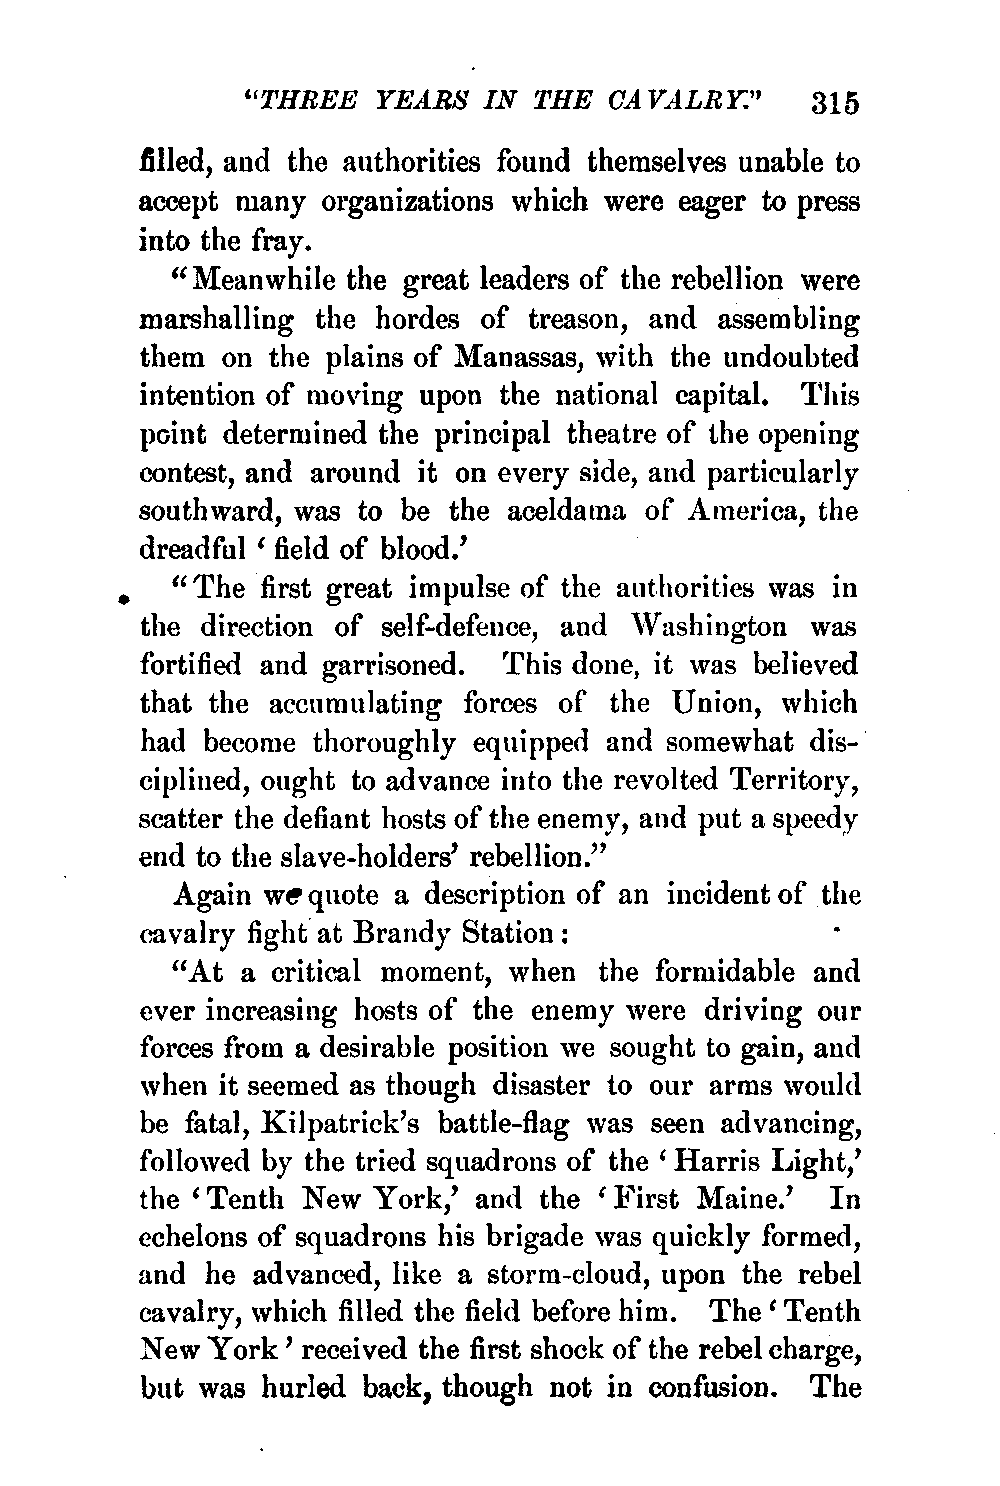 "THREE YEARS IN THE CAVALRY." 315
filled, and the authorities found themselves unable to
accept many organizations which were eager to press
into the fray.
"Meanwhile the great leaders of the rebellion were
marshalling the hordes of treason, and assembling
them on the plains of Manassas, with the undoubted
intention of moving upon the national capital. This
point determined the principal theatre of the opening
contest, and around it on every side, and particularly
southward, was to be the aceldama of America, the
dreadful ‘field of blood.’
"The first great impulse of the authorities was in
the direction of self-defence, and Washington was
fortified and garrisoned. This done, it was believed
that the accumulating forces of the Union, which
had become thoroughly equipped and somewhat dis-
ciplined, ought to advance into the revolted Territory,
scatter the defiant hosts of the enemy, and put a speedy
end to the slave-holders’ rebellion."
Again we quote a description of an incident of the
cavalry fight at Brandy Station:
"At a critical moment, when the formidable and
ever increasing hosts of the enemy were driving our
forces from a desirable position we sought to gain, and
when it seemed as though disaster to our arms would
be fatal, Kilpatrick’s battle-flag was seen advancing,
followed by the tried squadrons of the ‘Harris Light,’
the ‘Tenth New York,’ and the ‘First Maine.’ In
echelons of squadrons his brigade was quickly formed,
and he advanced, like a storm-cloud, upon the rebel
cavalry, which filled the field before him. The ‘Tenth
New York’ received the first shock of the rebel charge,
but was hurled back, though not in confusion. The